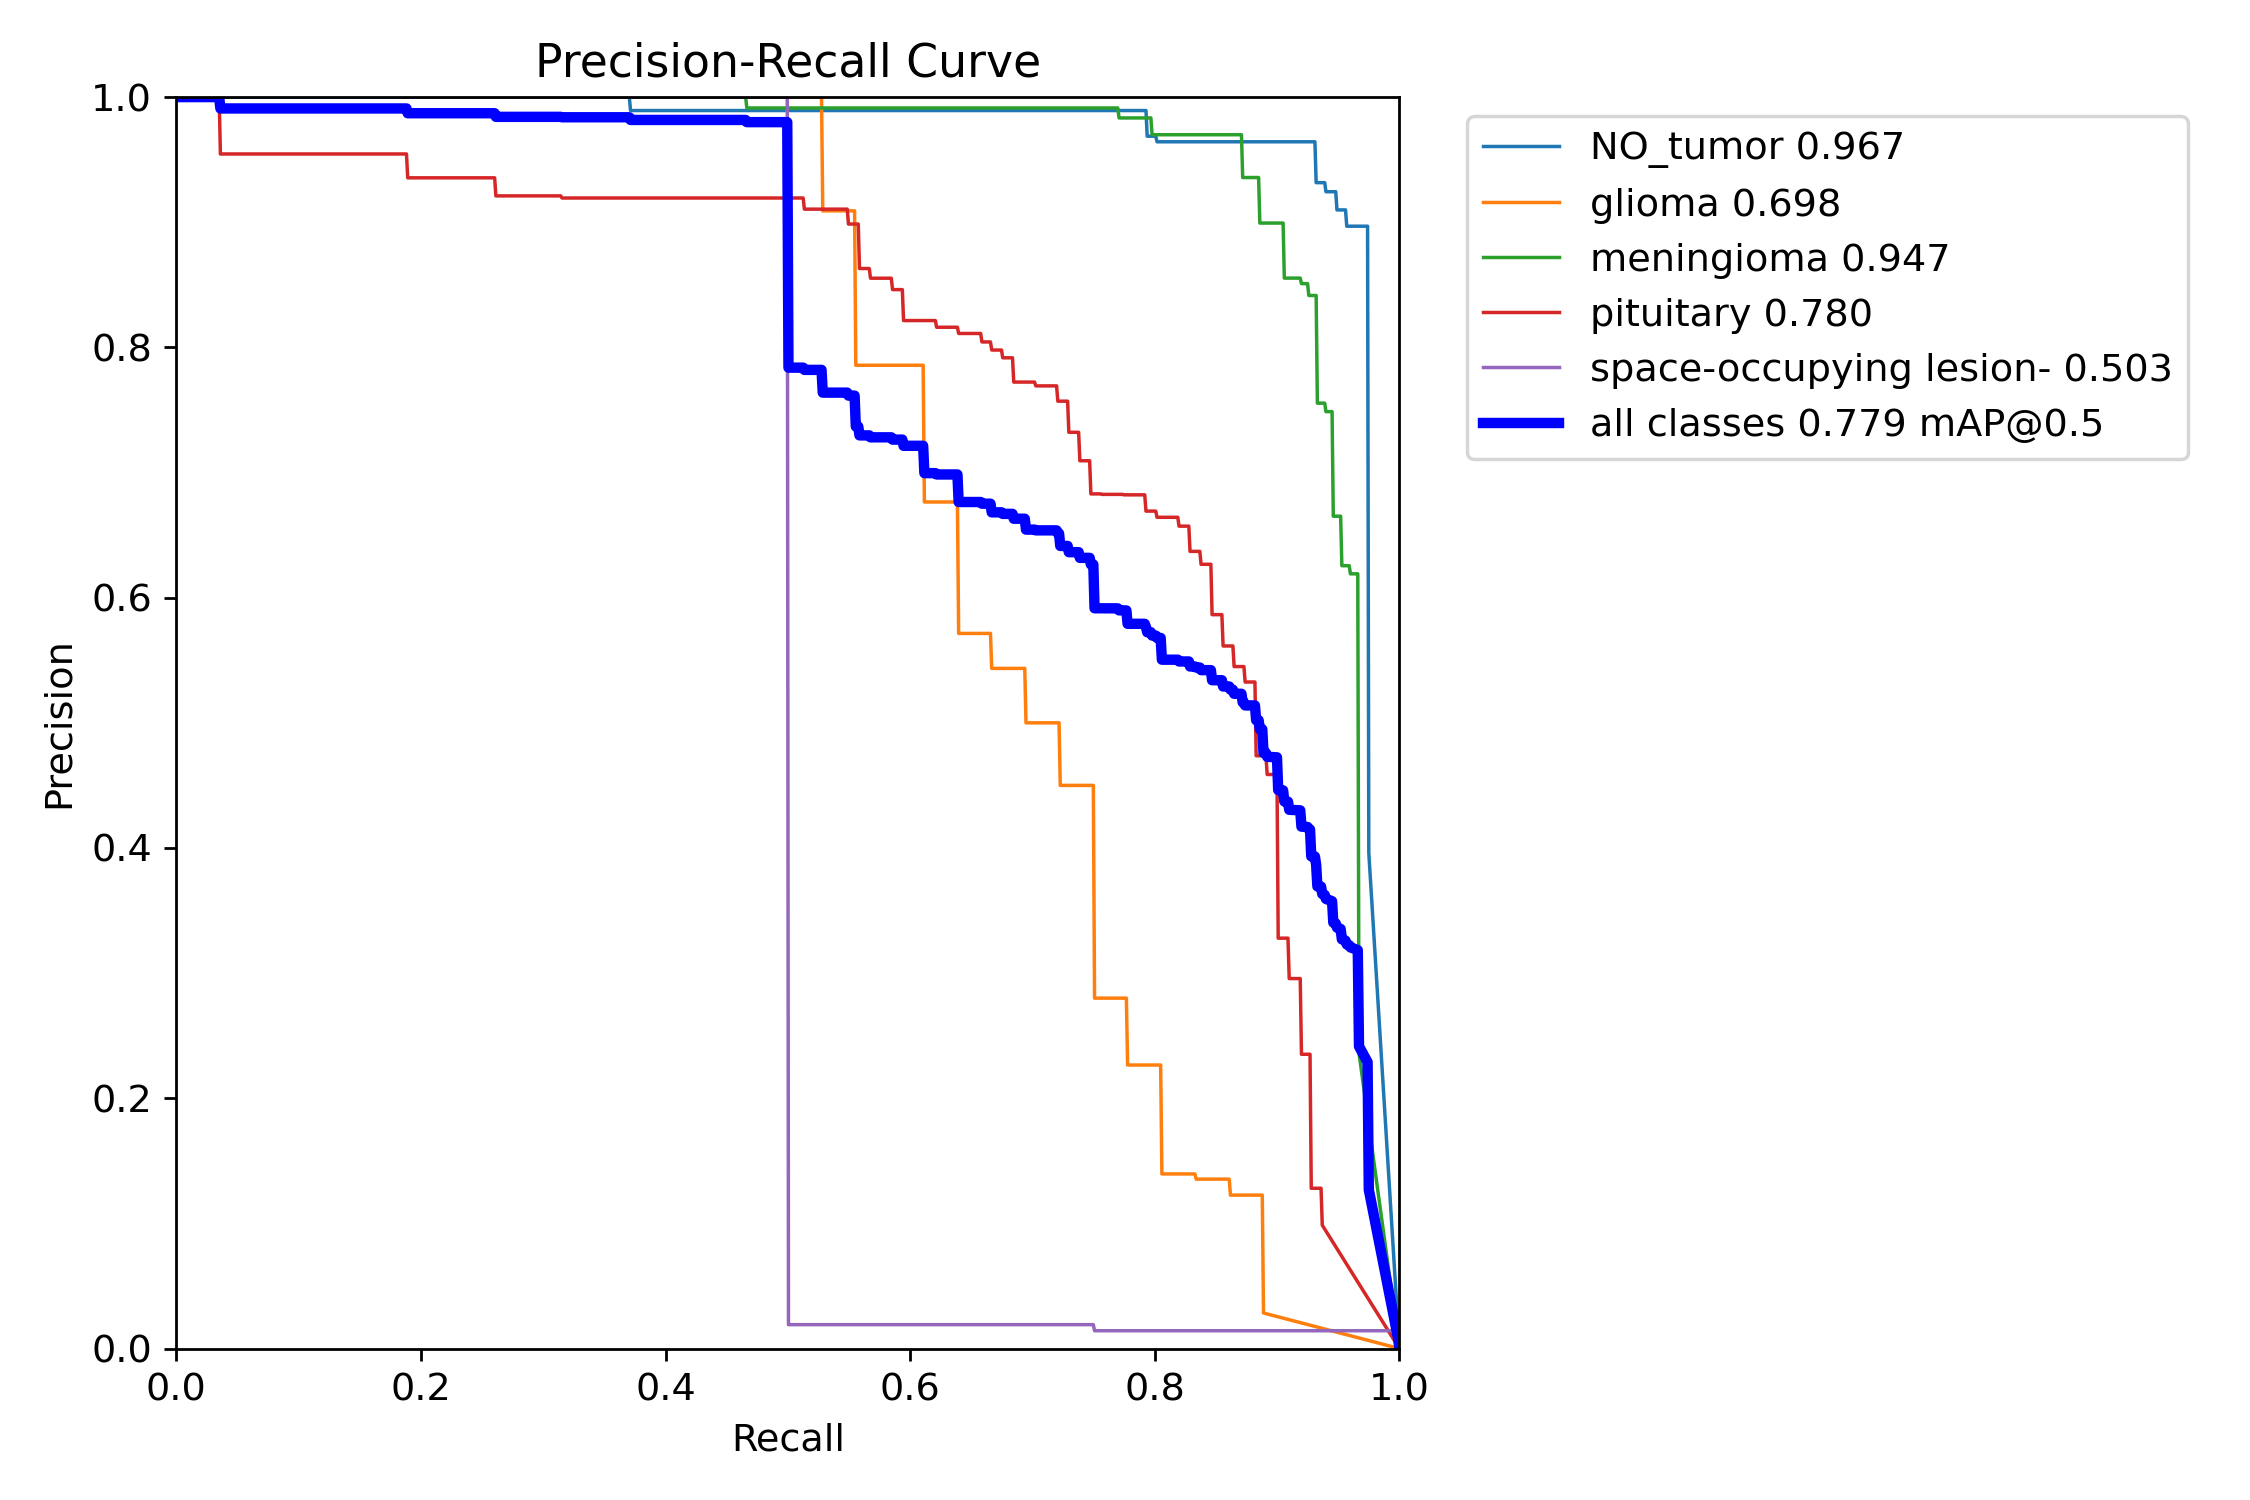 Precision-Recall Curve
1.0
0.8
0.6
0.4
0.2
0.0
Precision
0.0 0.2 0.4 0.6 0.8 1.0
Recall
NO_tumor 0.967
glioma 0.698
meningioma 0.947
pituitary 0.780
space-occupying lesion- 0.503
all classes 0.779 mAP@0.5